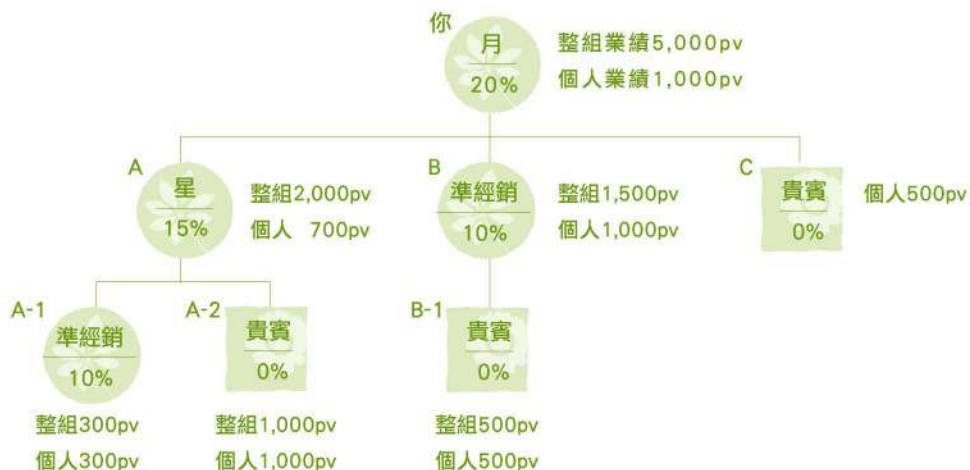 你
月
20%
整組業績5,000pv
個人業績1,000pv
A
星
15%
整組2,000pv
個人 700pv
B
準經銷
10%
整組1,500pv
個人1,000pv
C
貴賓
0%
個人500pv
A-1
準經銷
10%
整組300pv
個人300pv
A-2
貴賓
0%
整組1,000pv
個人1,000pv
B-1
貴賓
0%
整組500pv
個人500pv